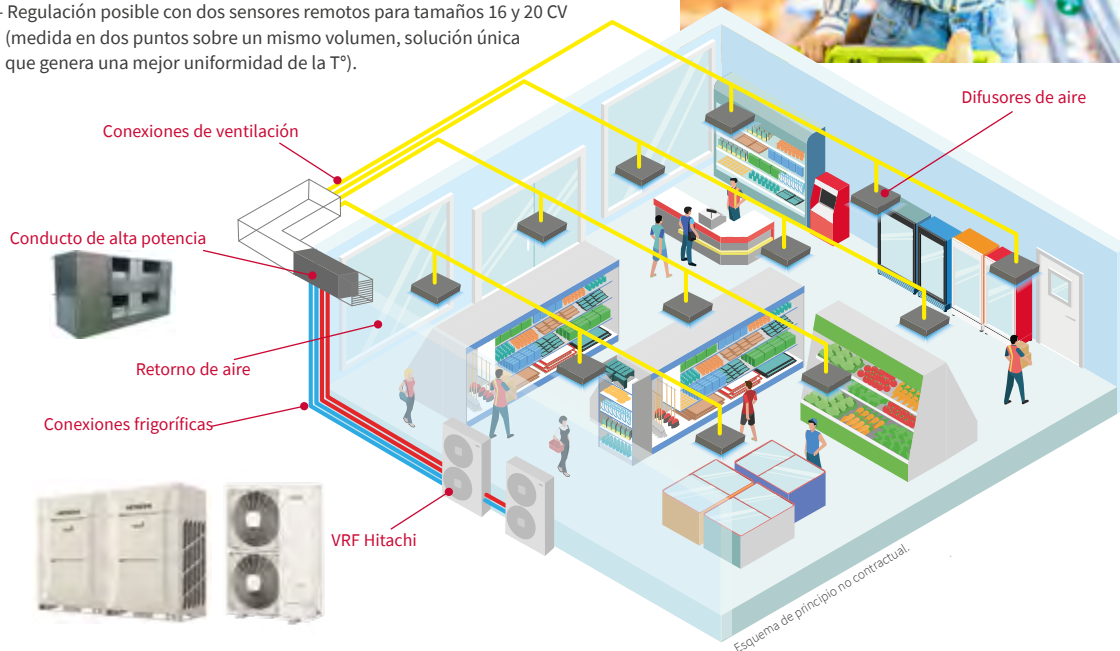 - Regulación posible con dos sensores remotos para tamaños 16 y 20 CV
(medida en dos puntos sobre un mismo volumen, solución única
que genera una mejor uniformidad de la T°).
Difusores de aire
Conexiones de ventilación
Conducto de alta potencia
Retorno de aire
Conexiones frigoríficas
VRF Hitachi
Esquema de principio no contractual.